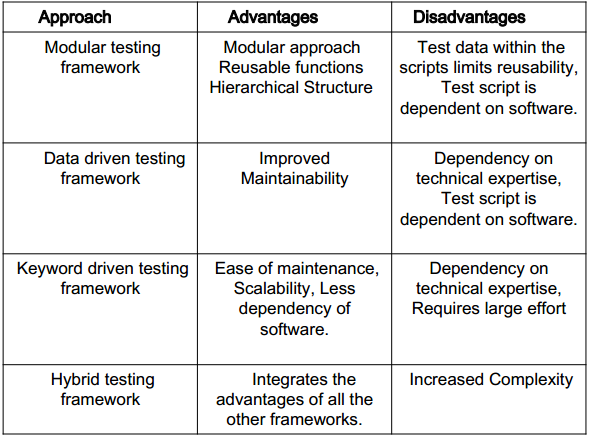 Approach Advantages Disadvantages
Modular testing
framework
Modular approach
Reusable functions
Hierarchical Structure
Test data within the
scripts limits reusability,
Test script is
dependent on software.
Data driven testing
framework
Improved
Maintainability
Dependency on
technical expertise,
Test script is
dependent on software.
Keyword driven testing
framework
Ease of maintenance,
Scalability, Less
dependency of
software.
Dependency on
technical expertise,
Requires large effort
Hybrid testing
framework
Integrates the
advantages of all the
other frameworks.
Increased Complexity